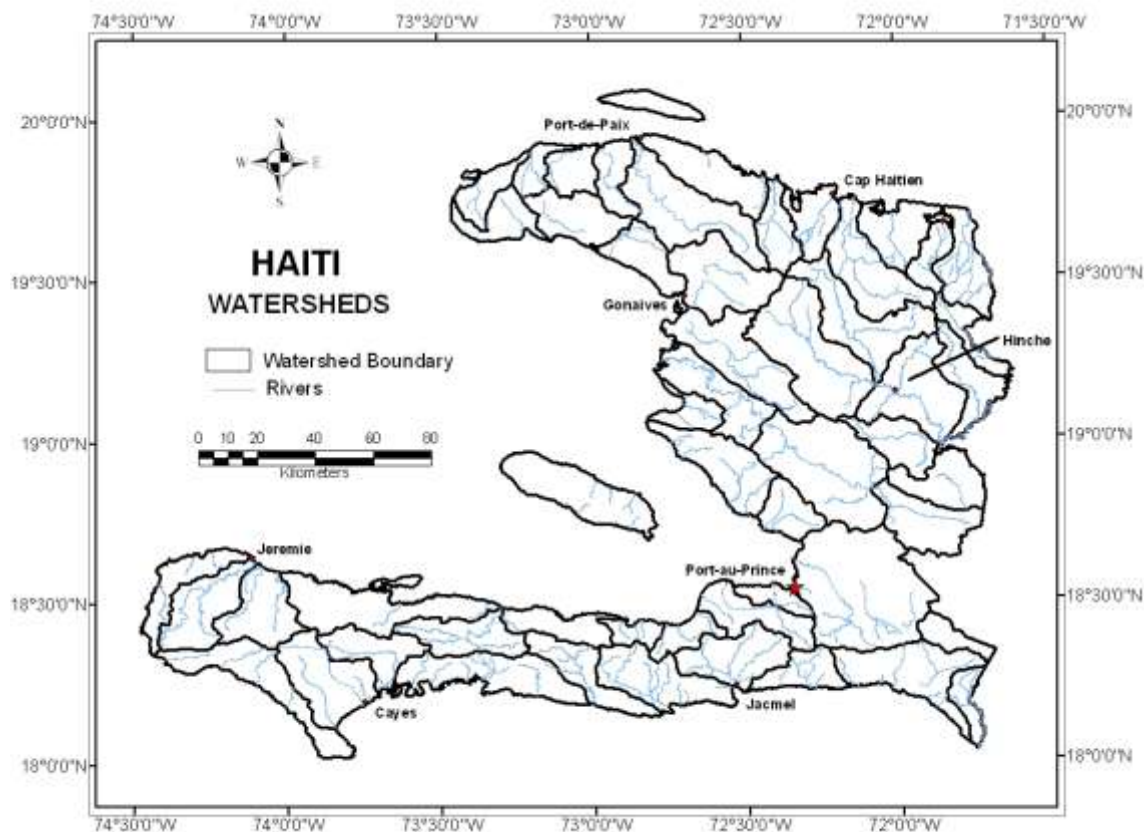 74°30'0"W 74°0'0"W 73°30'0"W 73°0'0"W 72°30'0"W 72°0'0"W 71°30'0"W
20°0'0"N 20°0'0"N
Port-de-Paix
N
W E
S
Cap Haitien
HAITI
19°30'0"N 19°30'0"N
WATERSHEDS
Gonaives
Hinche
Watershed Boundary
Rivers
19°0'0"N 19°0'0"N
0 10 20 40 60 80
Kilometers
Jeremie
Port-au-Prince
18°30'0"N 18°30'0"N
Cayes
Jacmel
18°0'0"N 18°0'0"N
74°30'0"W 74°0'0"W 73°30'0"W 73°0'0"W 72°30'0"W 72°0'0"W